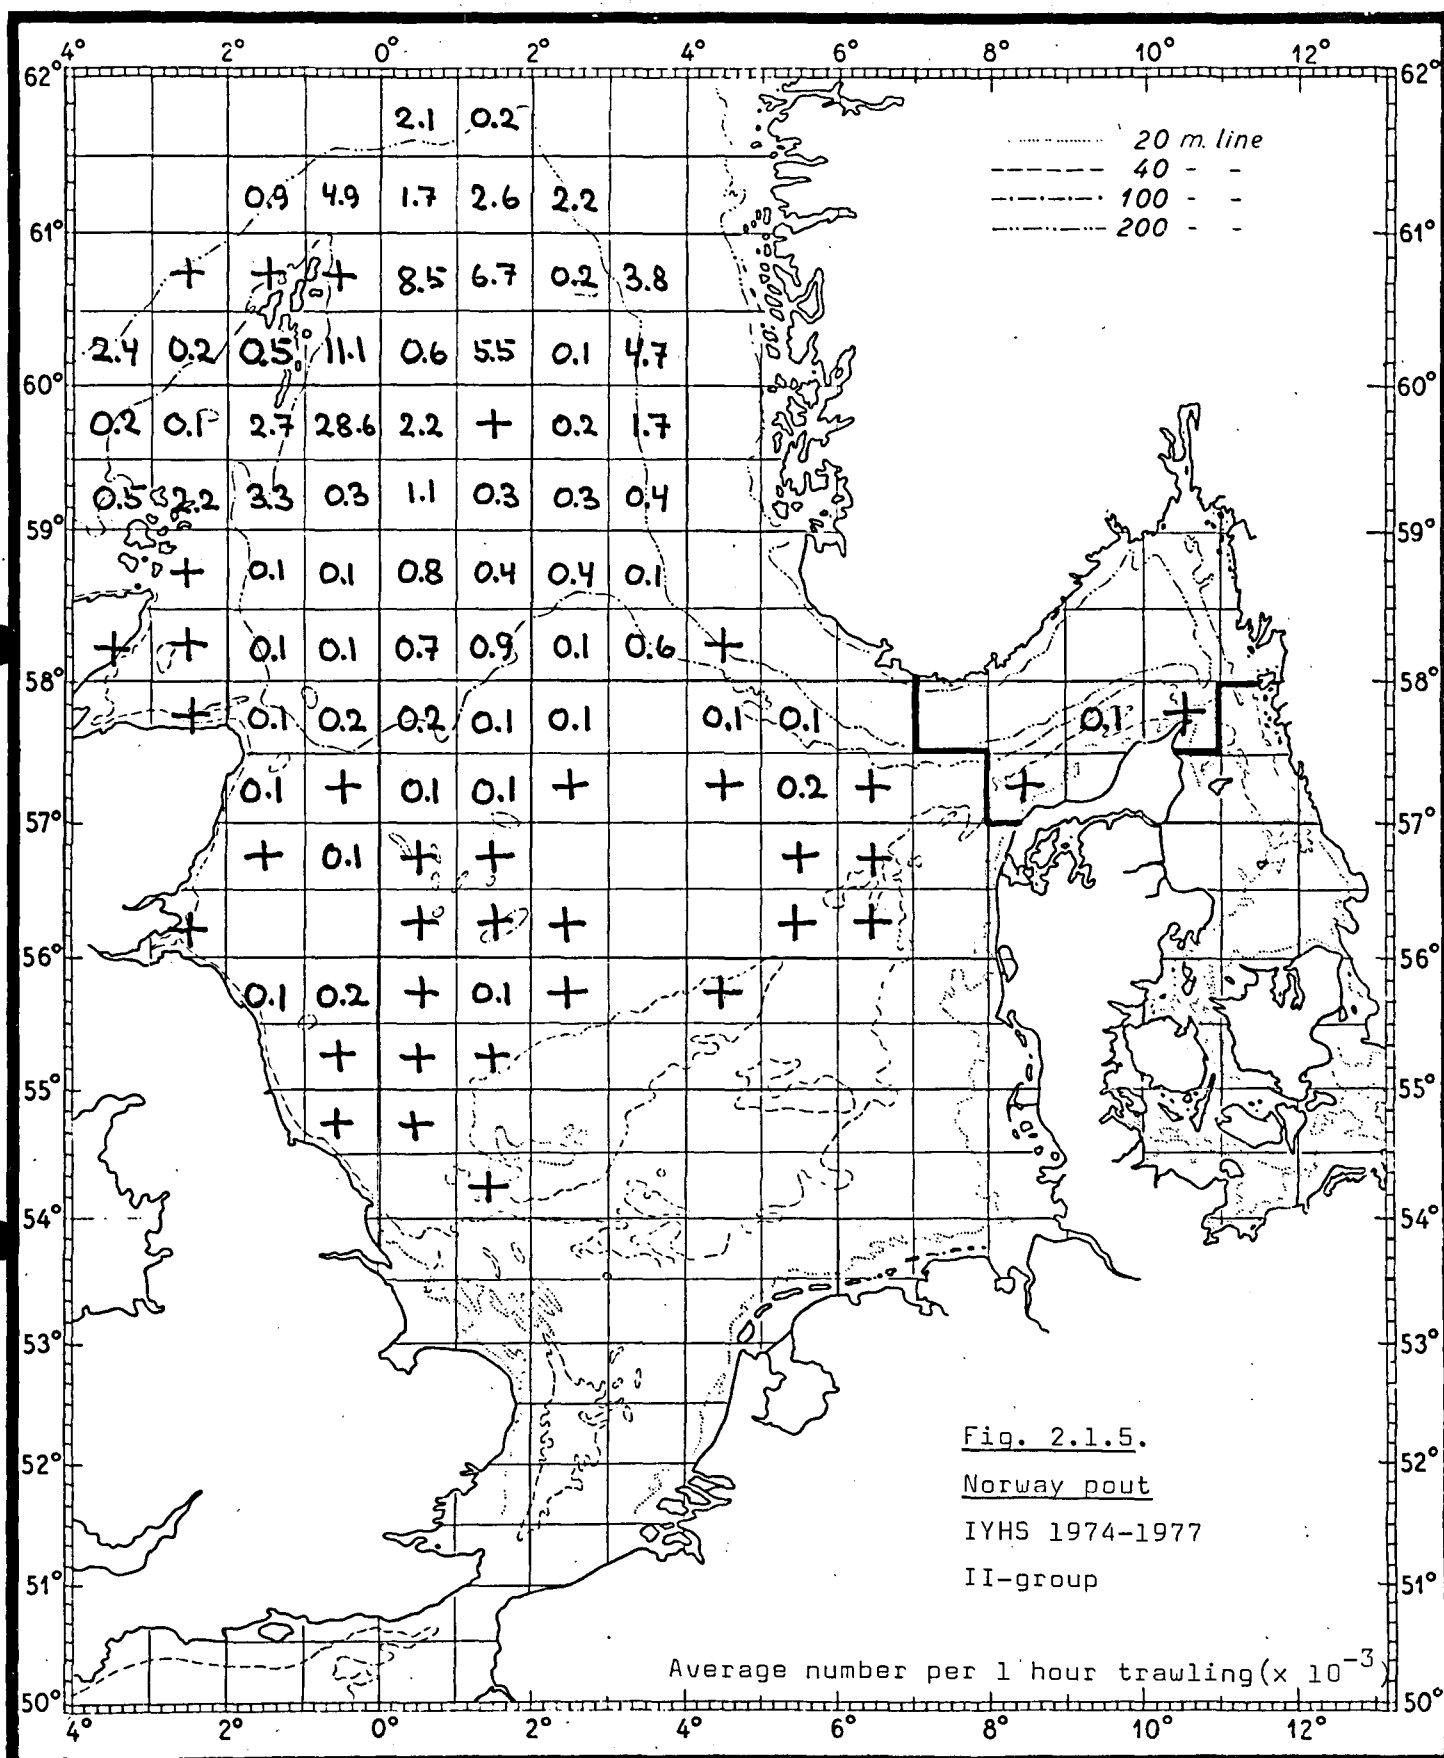 4° 2° 0° 2° 4° 6° 8° 10° 12°
62° 62°
2.1 0.2
20 m. line
40 - -
100 - -
200 - -
0.9 4.9 1.7 2.6 2.2
61° 61°
+ + + 8.5 6.7 0.2 3.8
2.4 0.2 0.5 11.1 0.6 5.5 0.1 4.7
60° 60°
0.2 0.1 2.7 28.6 2.2 + 0.2 1.7
0.5 2.2 3.3 0.3 1.1 0.3 0.3 0.4
59° 59°
+ 0.1 0.1 0.8 0.4 0.4 0.1
+ + 0.1 0.1 0.7 0.9 0.1 0.6 +
58° 58°
+ 0.1 0.2 0.2 0.1 0.1 0.1 0.1 0.1 +
0.1 + 0.1 0.1 + + 0.2 + +
57° 57°
+ 0.1 + + + +
+ + + + + +
56° 56°
0.1 0.2 + 0.1 + +
+ + +
55° 55°
+ +
+
54° 54°
53° 53°
Fig. 2.1.5.
52° 52°
Norway pout
IYHS 1974-1977
II-group
51° 51°
Average number per 1 hour trawling (x 10⁻³)
50° 50°
4° 2° 0° 2° 4° 6° 8° 10° 12°